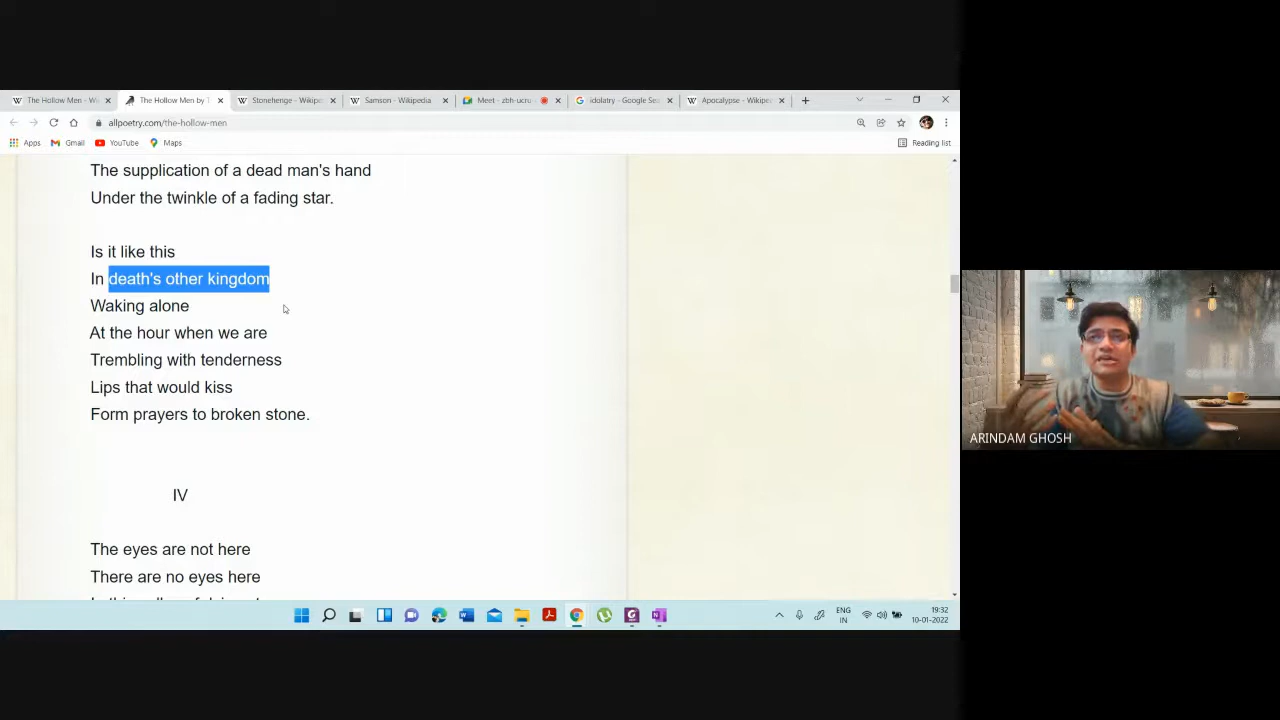 The Hollow Men - Wi
The Hollow Men by T
Stonehenge - Wikipe
Samson - Wikipedia
Meet - zbh-ucru-
idolatry - Google Sea
Apocalypse - Wikipe
allpoetry.com/the-hollow-men
Apps
Gmail
YouTube
Maps
Reading list
The supplication of a dead man's hand
Under the twinkle of a fading star.
Is it like this
In death's other kingdom
Waking alone
At the hour when we are
Trembling with tenderness
Lips that would kiss
Form prayers to broken stone.
IV
The eyes are not here
There are no eyes here
ARINDAM GHOSH
ENG
IN
19:32
10-01-2022